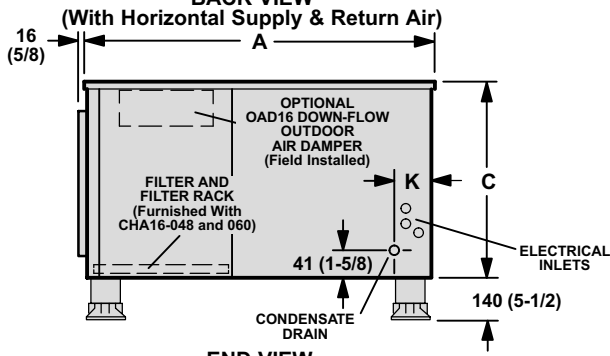 BACK VIEW
(With Horizontal Supply & Return Air)
16
(5/8)
A
OPTIONAL
OAD16 DOWN-FLOW
OUTDOOR
AIR DAMPER
(Field Installed)
K
C
FILTER AND
FILTER RACK
(Furnished With
CHA16-048 and 060)
41 (1-5/8)
ELECTRICAL
INLETS
140 (5-1/2)
CONDENSATE
DRAIN
END VIEW